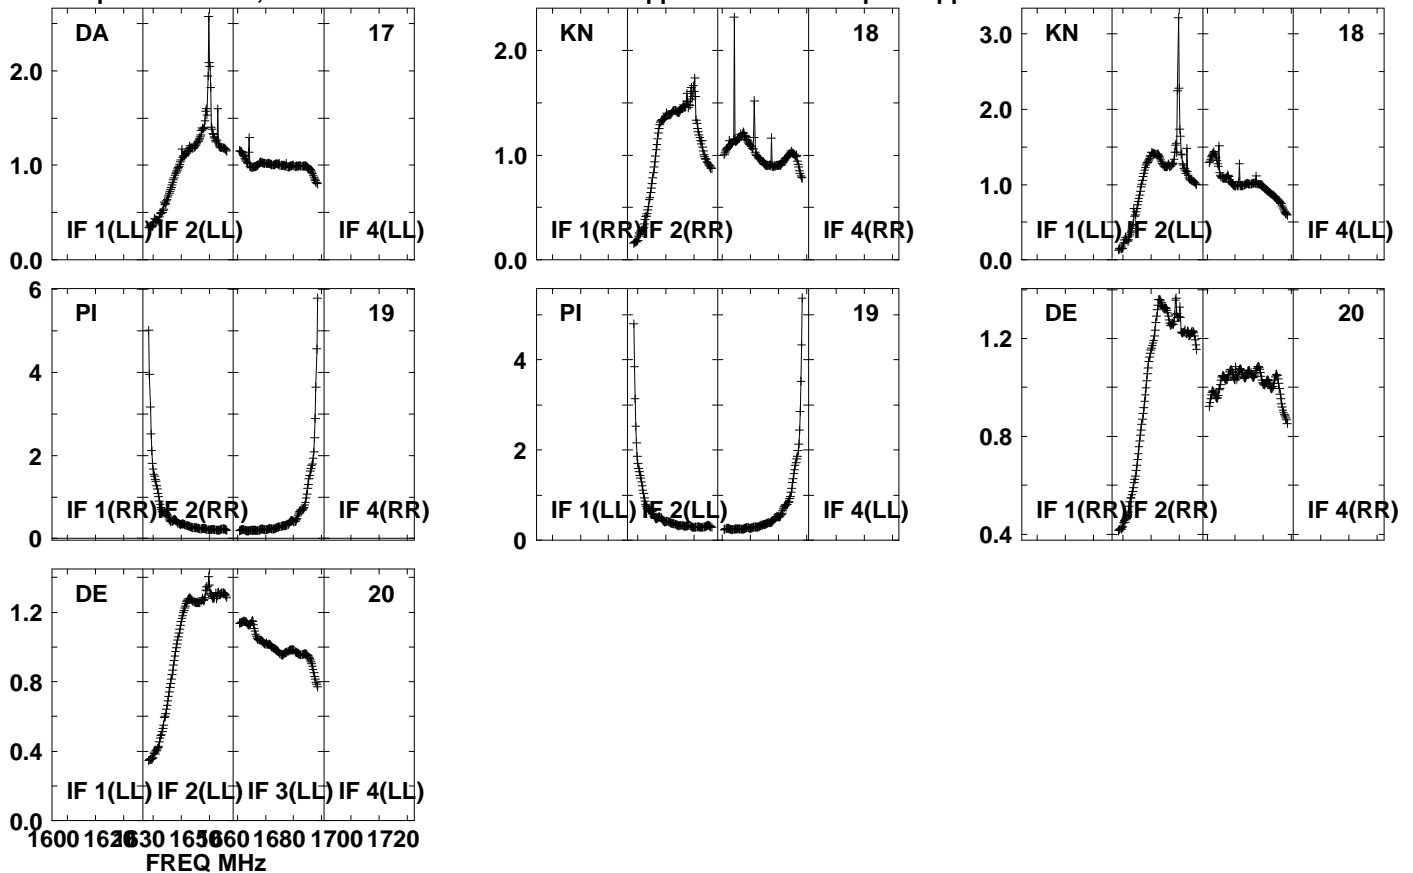 DA 17
2.0
1.0
0.0
IF 1(LL) IF 2(LL) IF 4(LL)
KN 18
2.0
1.0
0.0
IF 1(RR) IF 2(RR) IF 4(RR)
KN 18
3.0
2.0
1.0
0.0
IF 1(LL) IF 2(LL) IF 4(LL)
PI 19
6
4
2
0
IF 1(RR) IF 2(RR) IF 4(RR)
PI 19
4
2
0
IF 1(LL) IF 2(LL) IF 4(LL)
DE 20
1.2
0.8
0.4
IF 1(RR) IF 2(RR) IF 4(RR)
DE 20
1.2
0.8
0.4
0.0
IF 1(LL) IF 2(LL) IF 3(LL) IF 4(LL)
1600 1680 1700 1720
FREQ MHz